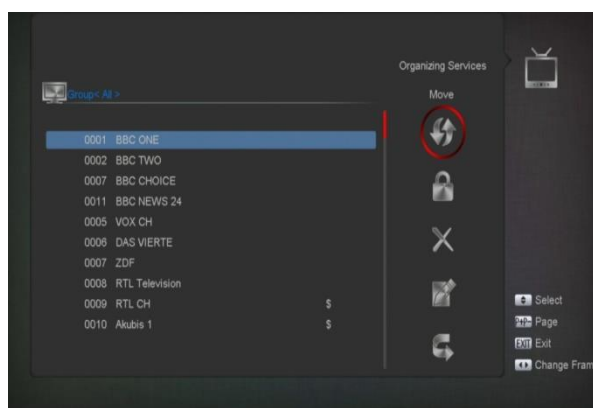 Organizing Services
Group< All >
Move
0001 BBC ONE
0002 BBC TWO
0007 BBC CHOICE
0011 BBC NEWS 24
0005 VOX CH
0006 DAS VIERTE
0007 ZDF
0008 RTL Television
0009 RTL CH $
0010 Akubis 1 $
Select
Page
EXIT Exit
Change Fram